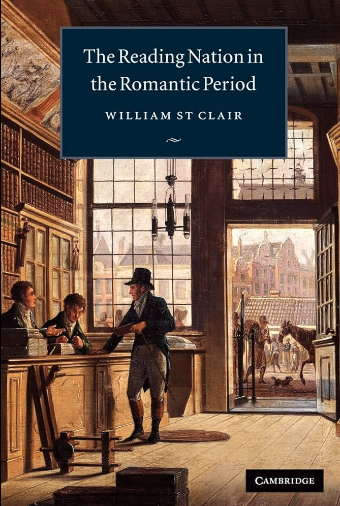 The Reading Nation in
the Romantic Period
WILLIAM ST CLAIR
CAMBRIDGE